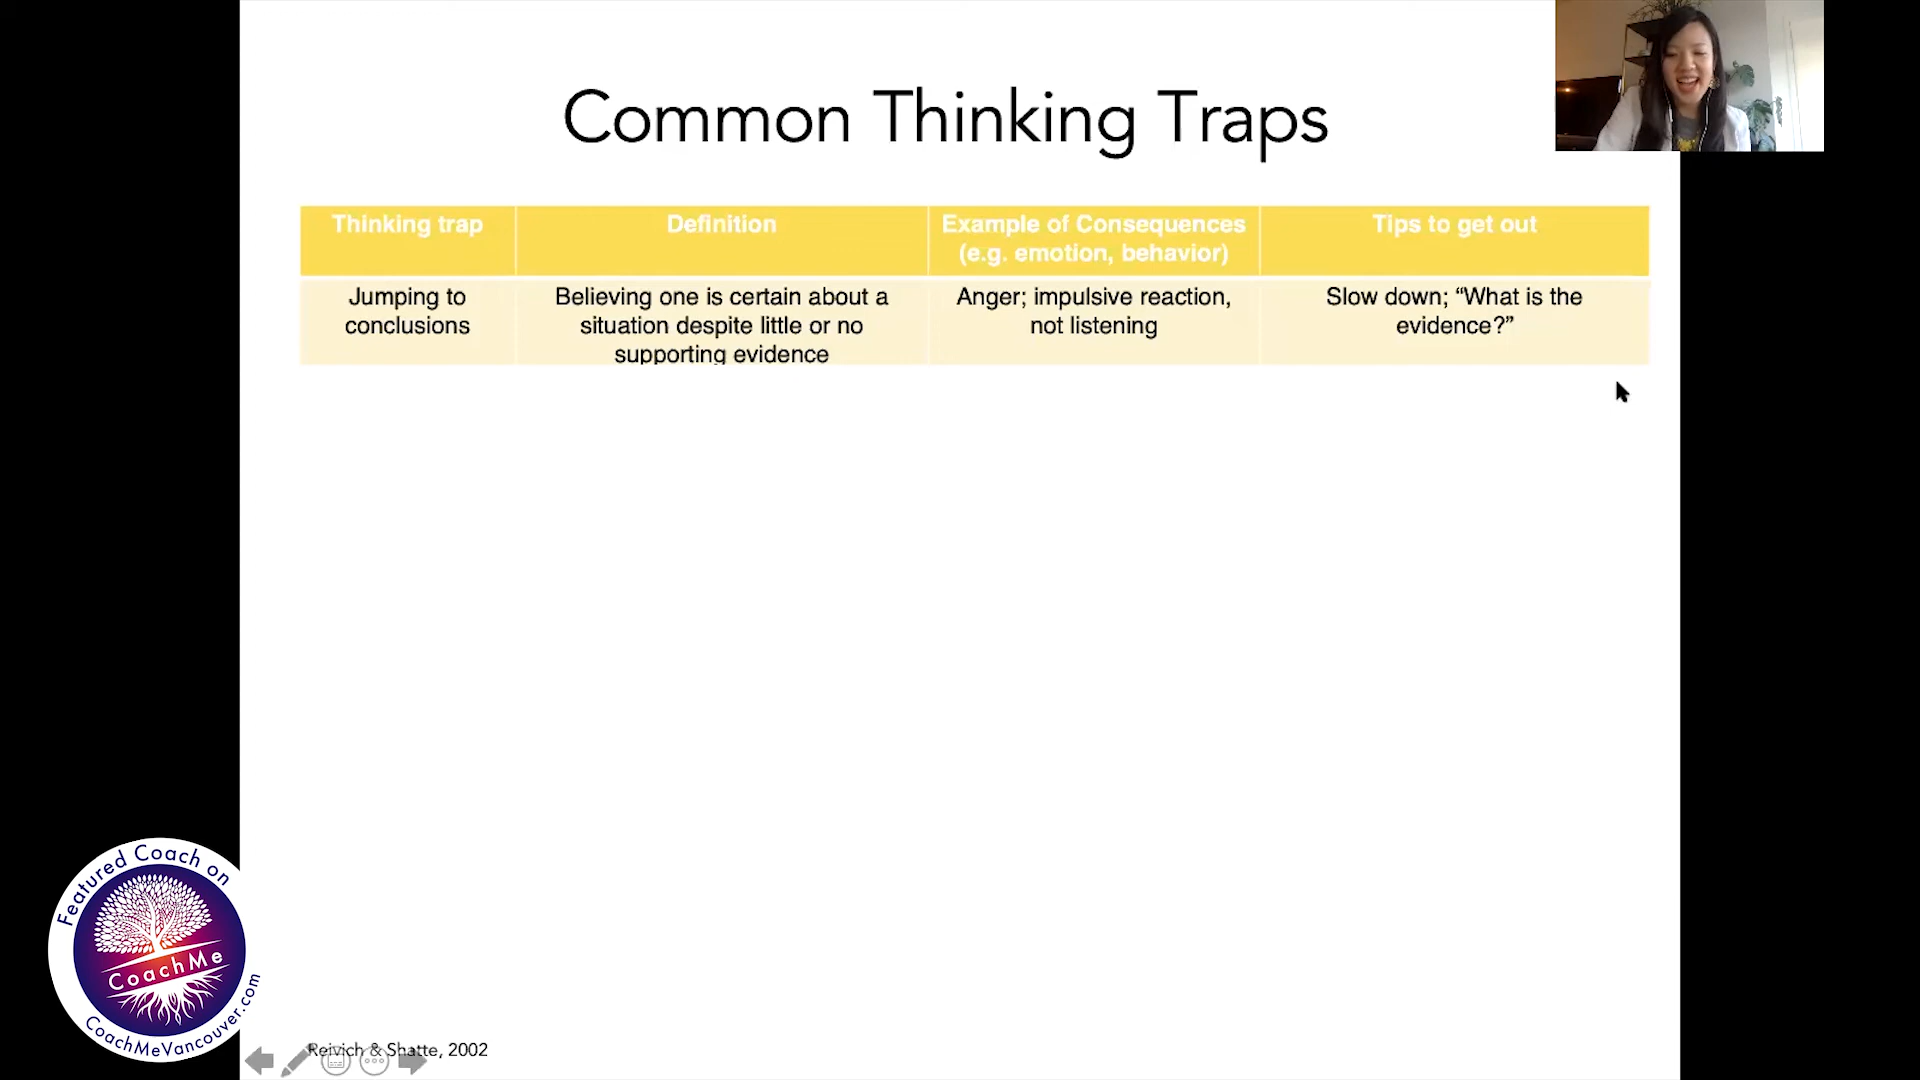 Common Thinking Traps
Thinking trap
Definition
Example of Consequences
(e.g. emotion, behavior)
Tips to get out
Jumping to
conclusions
Believing one is certain about a
situation despite little or no
supporting evidence
Anger; impulsive reaction,
not listening
Slow down; “What is the
evidence?”
Featured Coach on
CoachMe
CoachMeVancouver.com
Reivich & Shatte, 2002